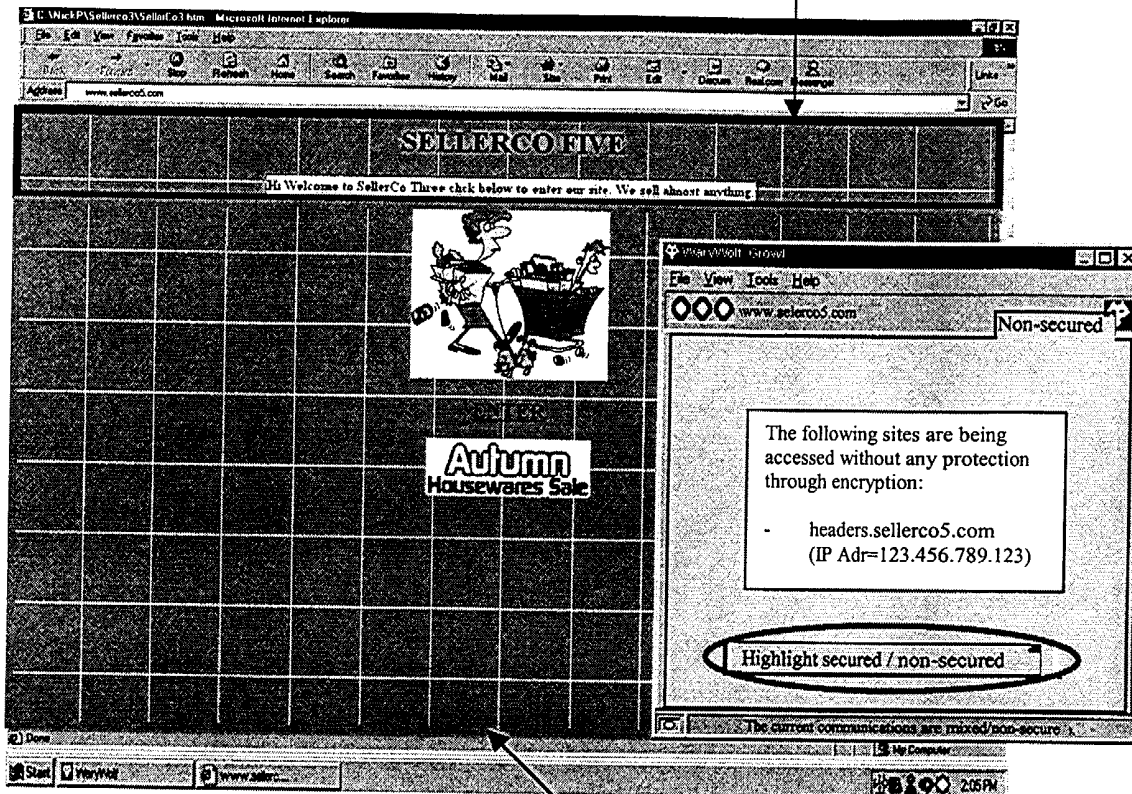 C:\NickP\Sellerco3\SellerCo3.htm Microsoft Internet Explorer
File Edit View Favorites Tools Help
Stop Refresh Home Search Favorites History Mail Size Print Edit Discuss Real.com Messenger
Links
Address www.sellerco5.com
Go
SELLERCO FIVE
Hi Welcome to SellerCo Three click below to enter our site. We sell almost anything.
ENTER
Autumn
Housewares Sale
WaryWolf Growl
File View Tools Help
www.selerco5.com
Non-secured
The following sites are being
accessed without any protection
through encryption:
- headers.sellerco5.com
(IP Adr=123.456.789.123)
Highlight secured / non-secured
The current communications are mixed/non-secure
Done
My Computer
Start WaryWolf www.sellerc...
2:05 PM